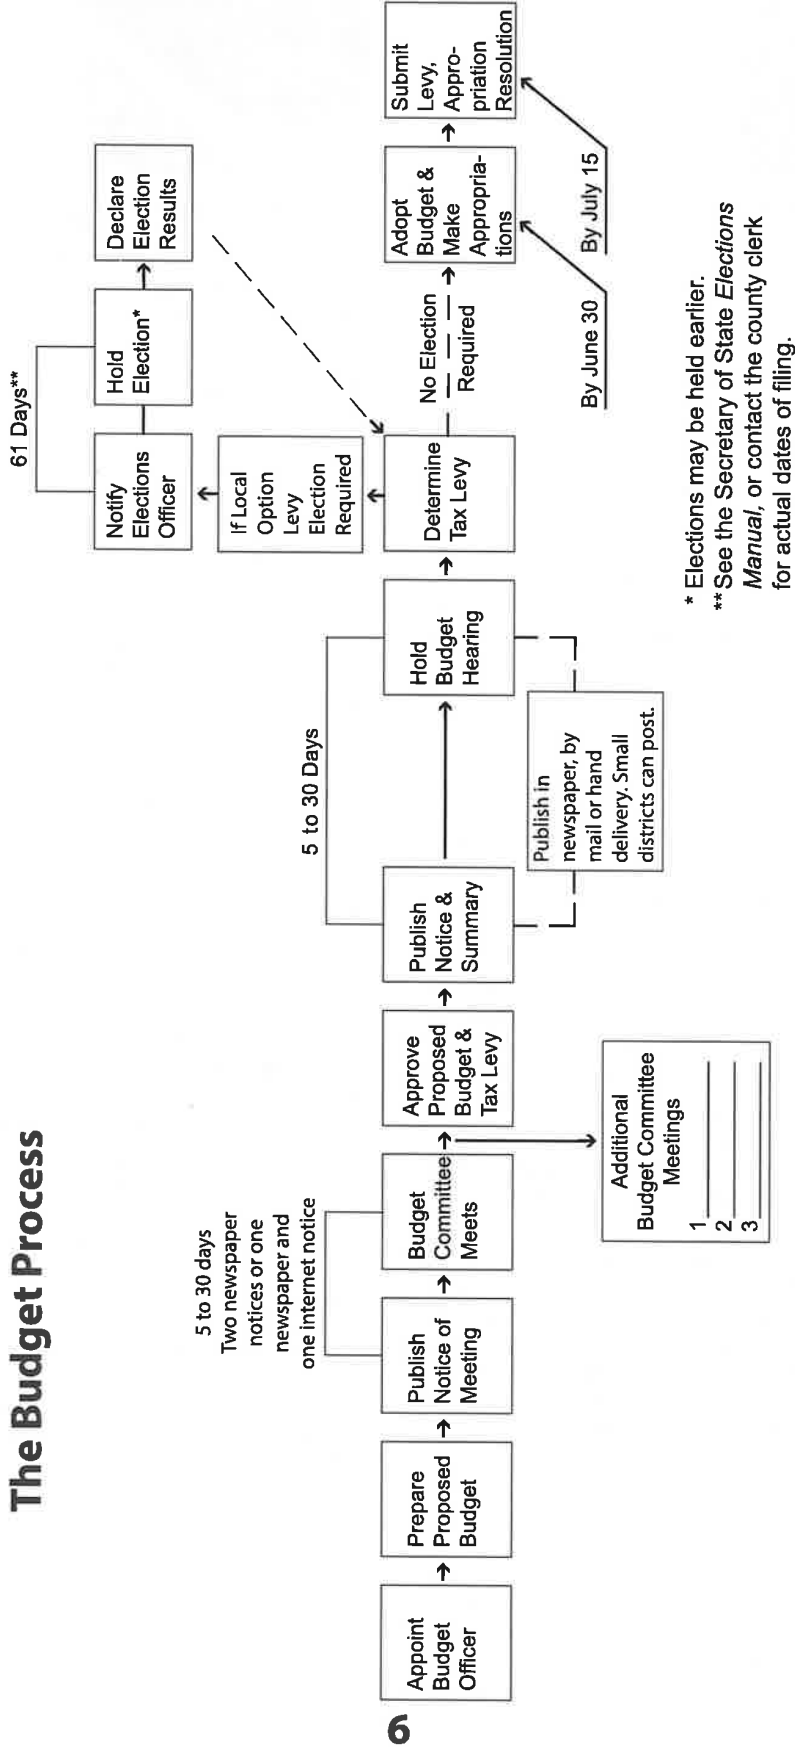 The Budget Process
Appoint
Budget
Officer
Prepare
Proposed
Budget
Publish
Notice of
Meeting
5 to 30 days
Two newspaper
notices or one
newspaper and
one internet notice
Budget
Committee
Meets
Additional
Budget Committee
Meetings
1
2
3
Approve
Proposed
Budget &
Tax Levy
Publish
Notice &
Summary
5 to 30 Days
Publish in
newspaper, by
mail or hand
delivery. Small
districts can post.
Hold
Budget
Hearing
Determine
Tax Levy
If Local
Option
Levy
Election
Required
Notify
Elections
Officer
61 Days**
Hold
Election*
Declare
Election
Results
No Election
Required
Adopt
Budget &
Make
Appropria-
tions
By June 30
Submit
Levy,
Appro-
priation
Resolution
By July 15
* Elections may be held earlier.
** See the Secretary of State Elections
Manual, or contact the county clerk
for actual dates of filing.
6